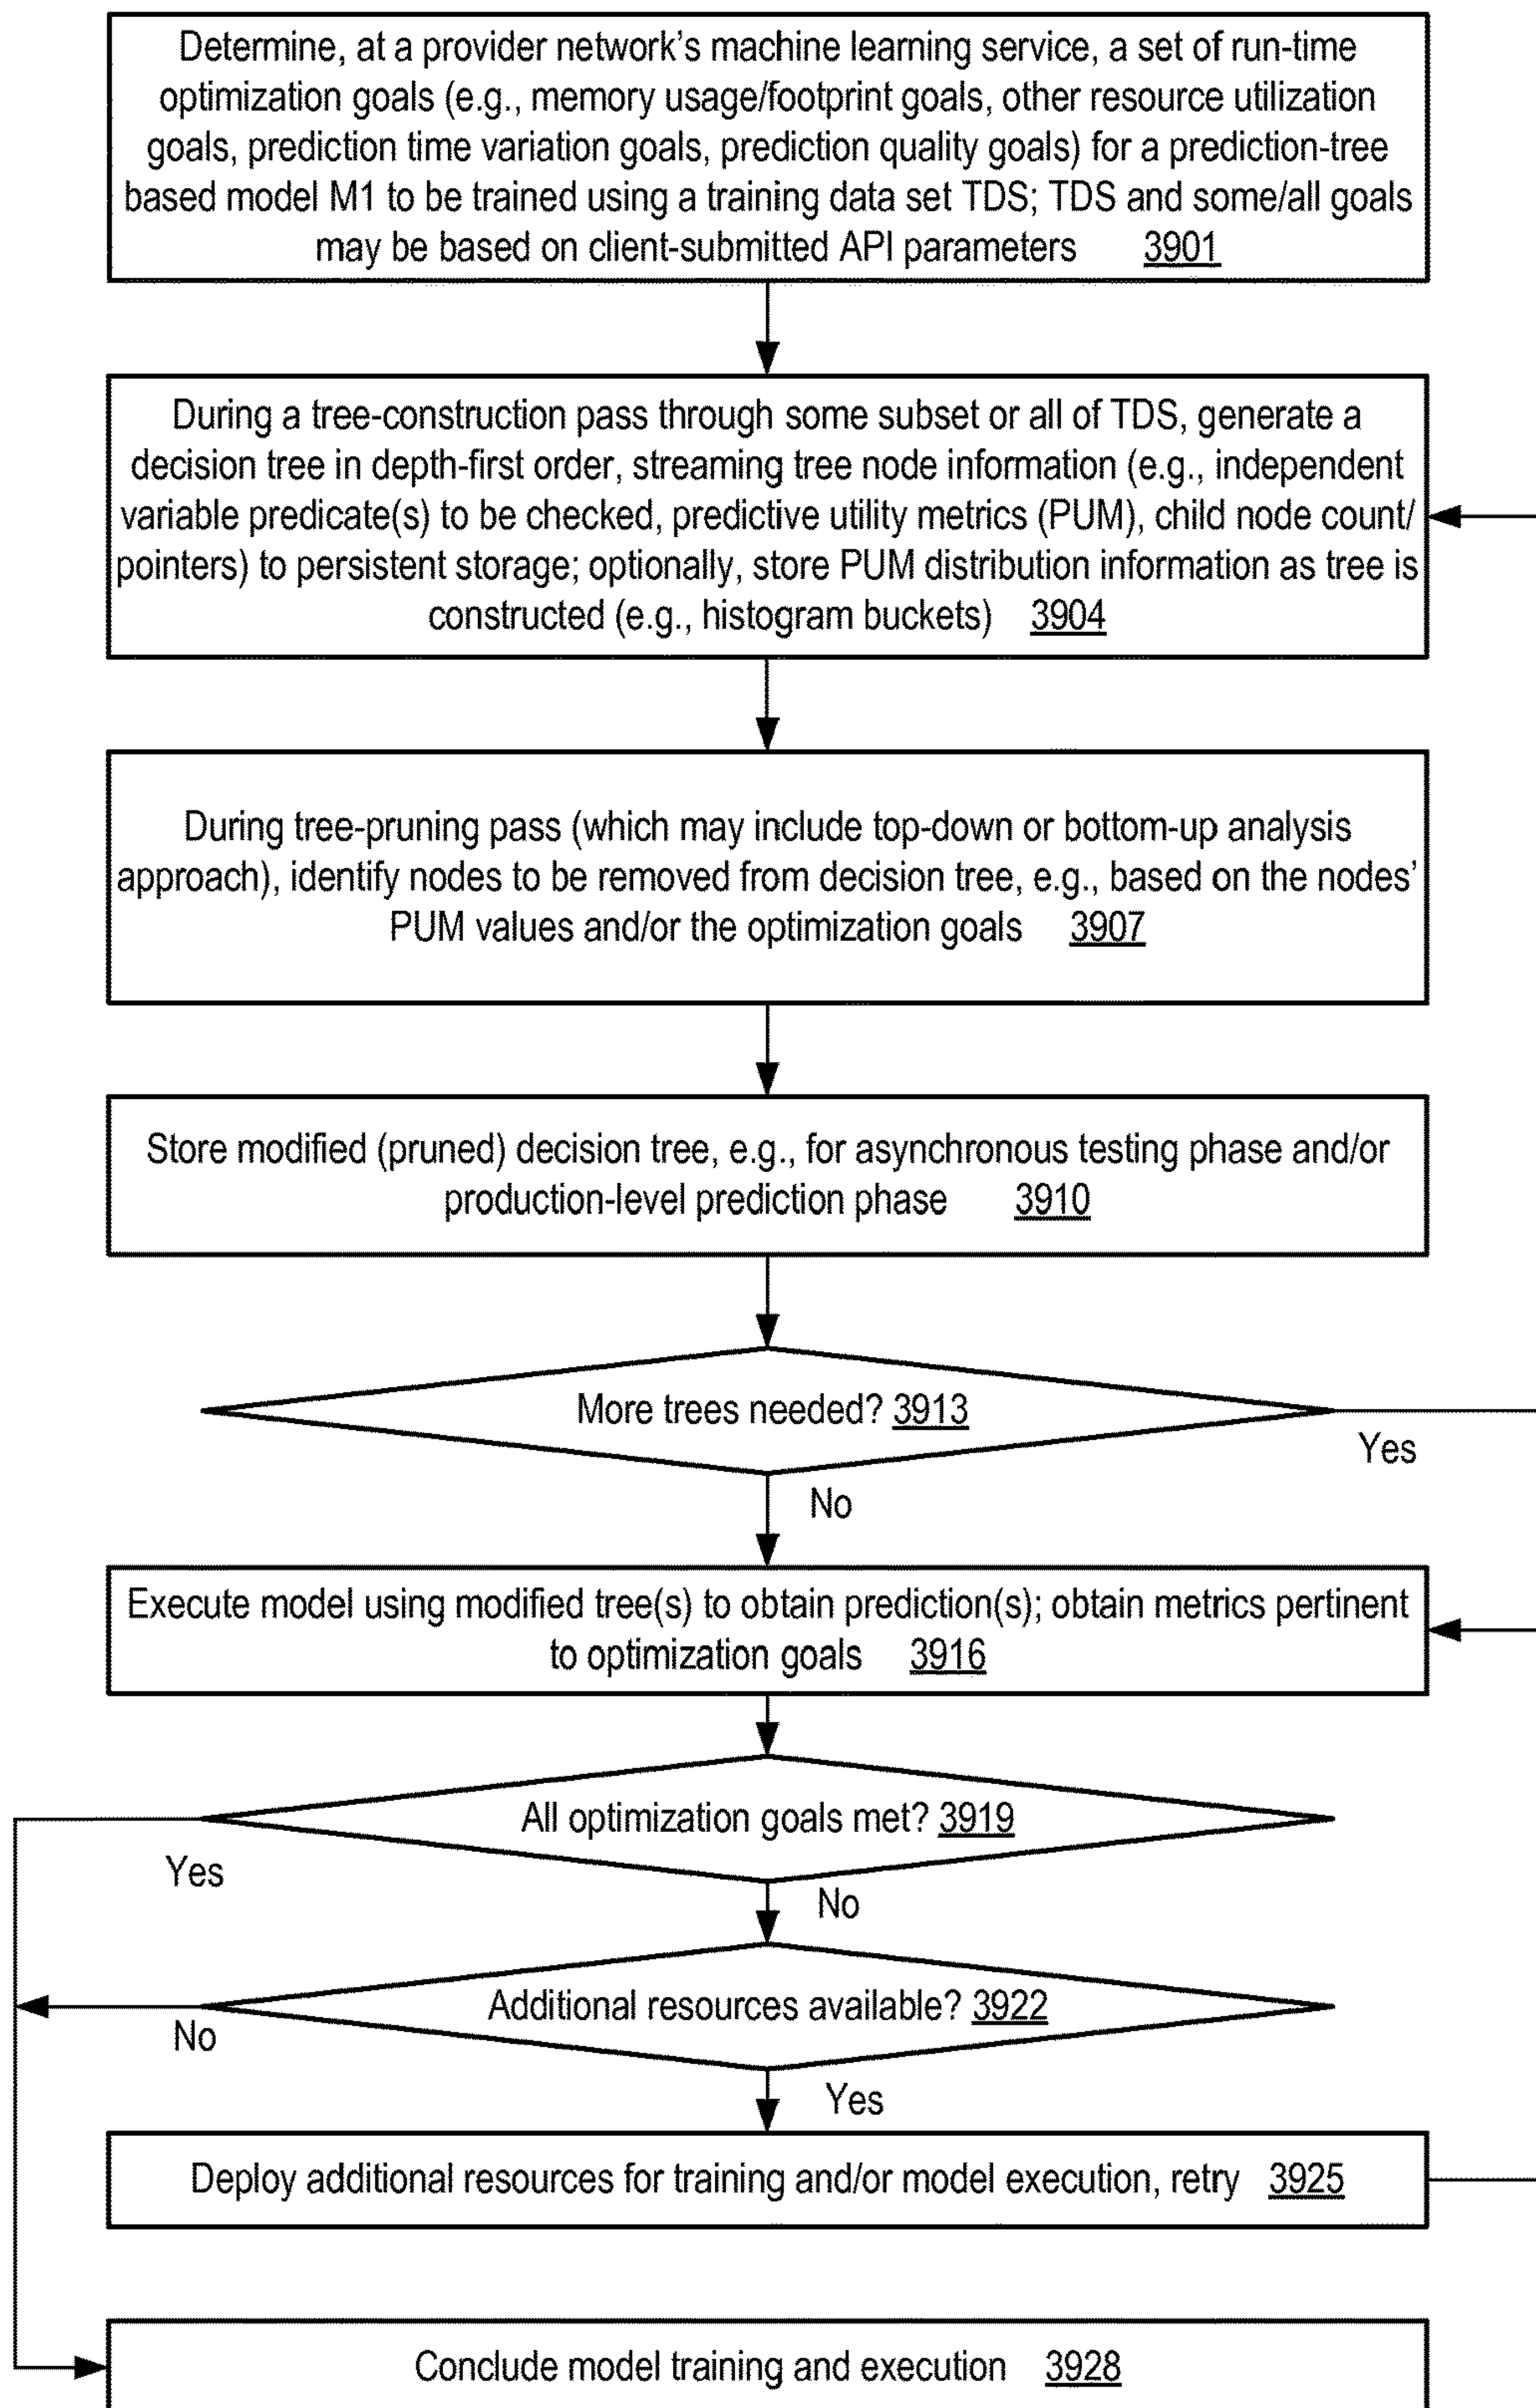 Determine, at a provider network's machine learning service, a set of run-time
optimization goals (e.g., memory usage/footprint goals, other resource utilization
goals, prediction time variation goals, prediction quality goals) for a prediction-tree
based model M1 to be trained using a training data set TDS; TDS and some/all goals
may be based on client-submitted API parameters 3901
During a tree-construction pass through some subset or all of TDS, generate a
decision tree in depth-first order, streaming tree node information (e.g., independent
variable predicate(s) to be checked, predictive utility metrics (PUM), child node count/
pointers) to persistent storage; optionally, store PUM distribution information as tree is
constructed (e.g., histogram buckets) 3904
During tree-pruning pass (which may include top-down or bottom-up analysis
approach), identify nodes to be removed from decision tree, e.g., based on the nodes'
PUM values and/or the optimization goals 3907
Store modified (pruned) decision tree, e.g., for asynchronous testing phase and/or
production-level prediction phase 3910
More trees needed? 3913
Yes
No
Execute model using modified tree(s) to obtain prediction(s); obtain metrics pertinent
to optimization goals 3916
All optimization goals met? 3919
Yes
No
Additional resources available? 3922
No
Yes
Deploy additional resources for training and/or model execution, retry 3925
Conclude model training and execution 3928